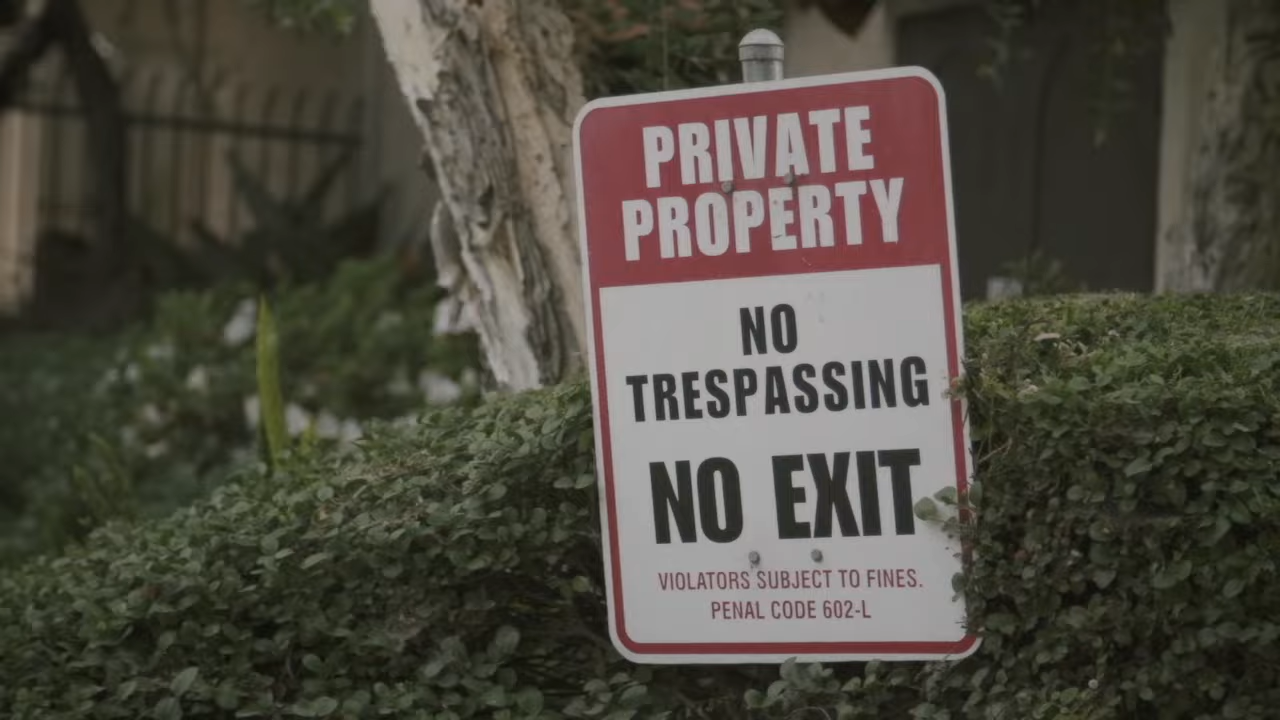 PRIVATE
PROPERTY
NO
TRESPASSING
NO EXIT
VIOLATORS SUBJECT TO FINES.
PENAL CODE 602-L